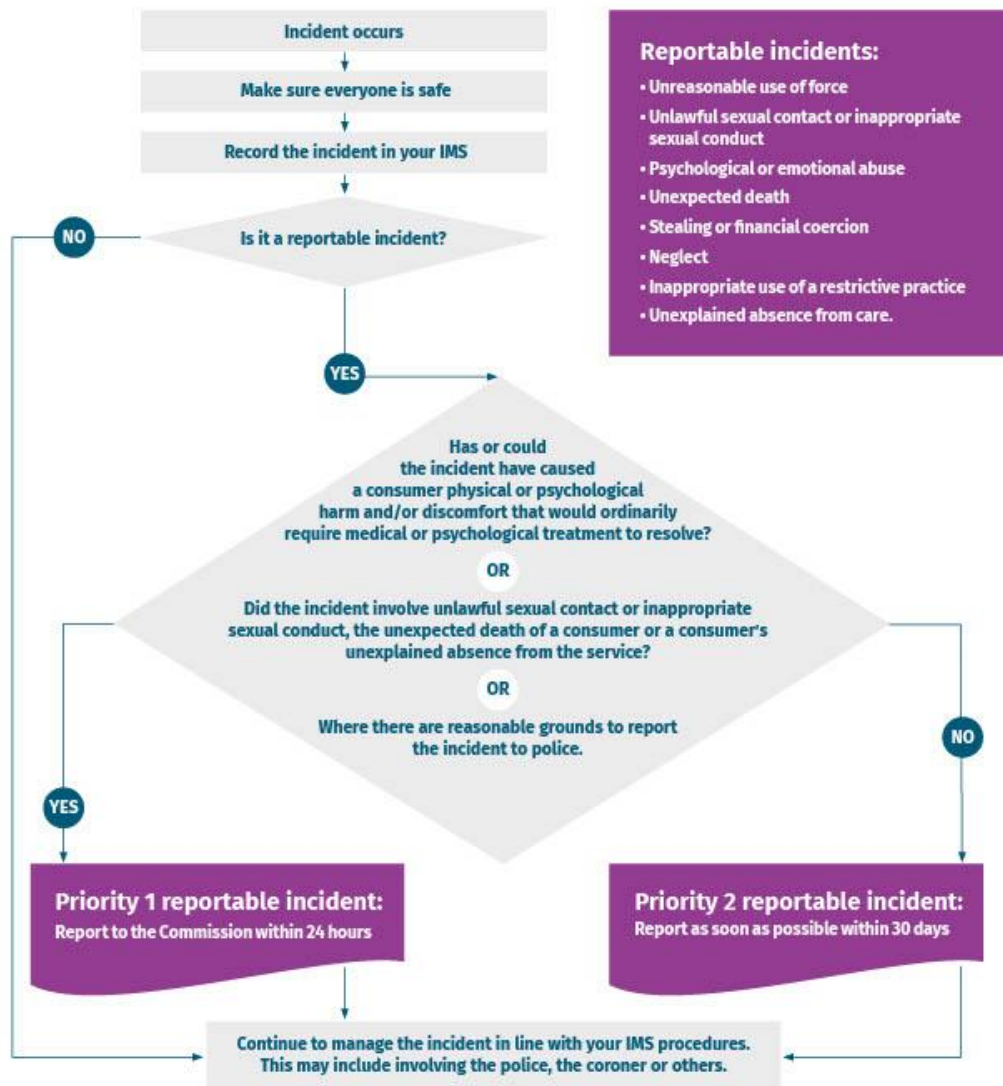 Incident occurs
Make sure everyone is safe
Record the incident in your IMS
Is it a reportable incident?
NO
YES
Reportable incidents:
• Unreasonable use of force
• Unlawful sexual contact or inappropriate
sexual conduct
• Psychological or emotional abuse
• Unexpected death
• Stealing or financial coercion
• Neglect
• Inappropriate use of a restrictive practice
• Unexplained absence from care.
Has or could
the incident have caused
a consumer physical or psychological
harm and/or discomfort that would ordinarily
require medical or psychological treatment to resolve?
OR
Did the incident involve unlawful sexual contact or inappropriate
sexual conduct, the unexpected death of a consumer or a consumer's
unexplained absence from the service?
OR
Where there are reasonable grounds to report
the incident to police.
YES
NO
Priority 1 reportable incident:
Report to the Commission within 24 hours
Priority 2 reportable incident:
Report as soon as possible within 30 days
Continue to manage the incident in line with your IMS procedures.
This may include involving the police, the coroner or others.